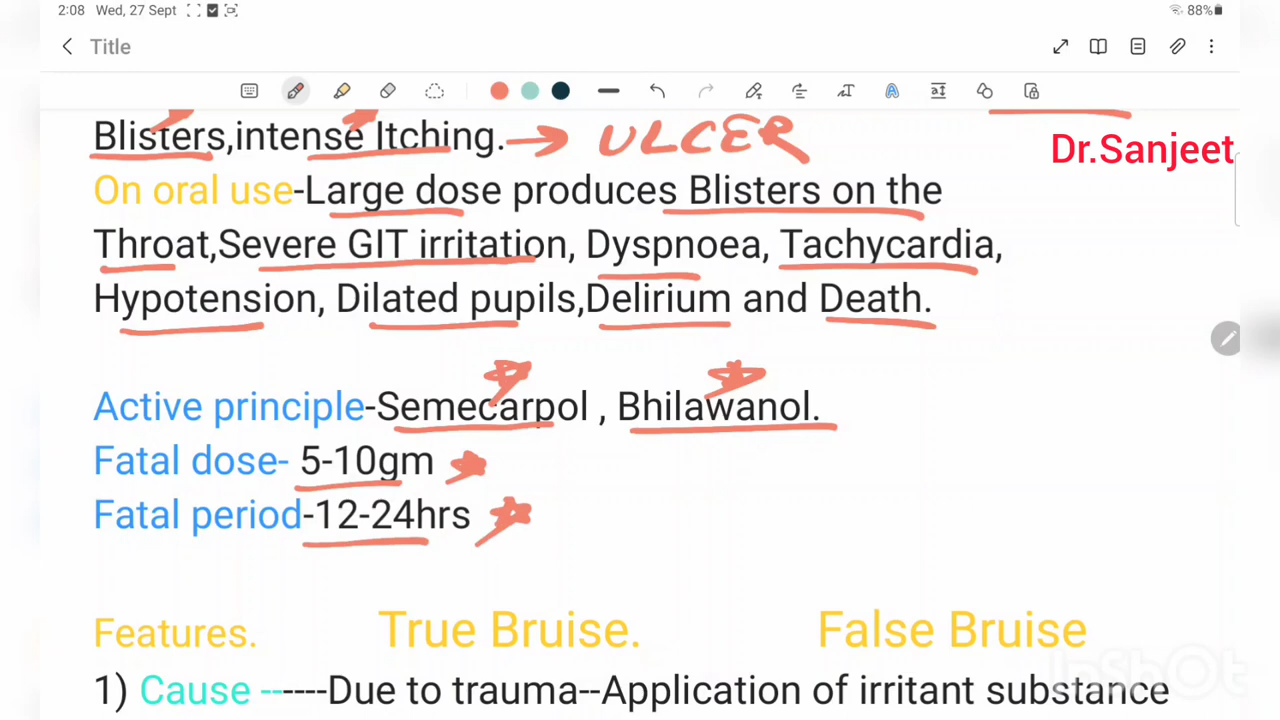 2:08 Wed, 27 Sept
88%
Title
Blisters,intense Itching. → ULCER
Dr.Sanjeet
On oral use-Large dose produces Blisters on the
Throat,Severe GIT irritation, Dyspnoea, Tachycardia,
Hypotension, Dilated pupils,Delirium and Death.
Active principle-Semecarpol , Bhilawanol.
Fatal dose- 5-10gm
Fatal period-12-24hrs
Features. True Bruise. False Bruise
1) Cause ------Due to trauma--Application of irritant substance
InShOt